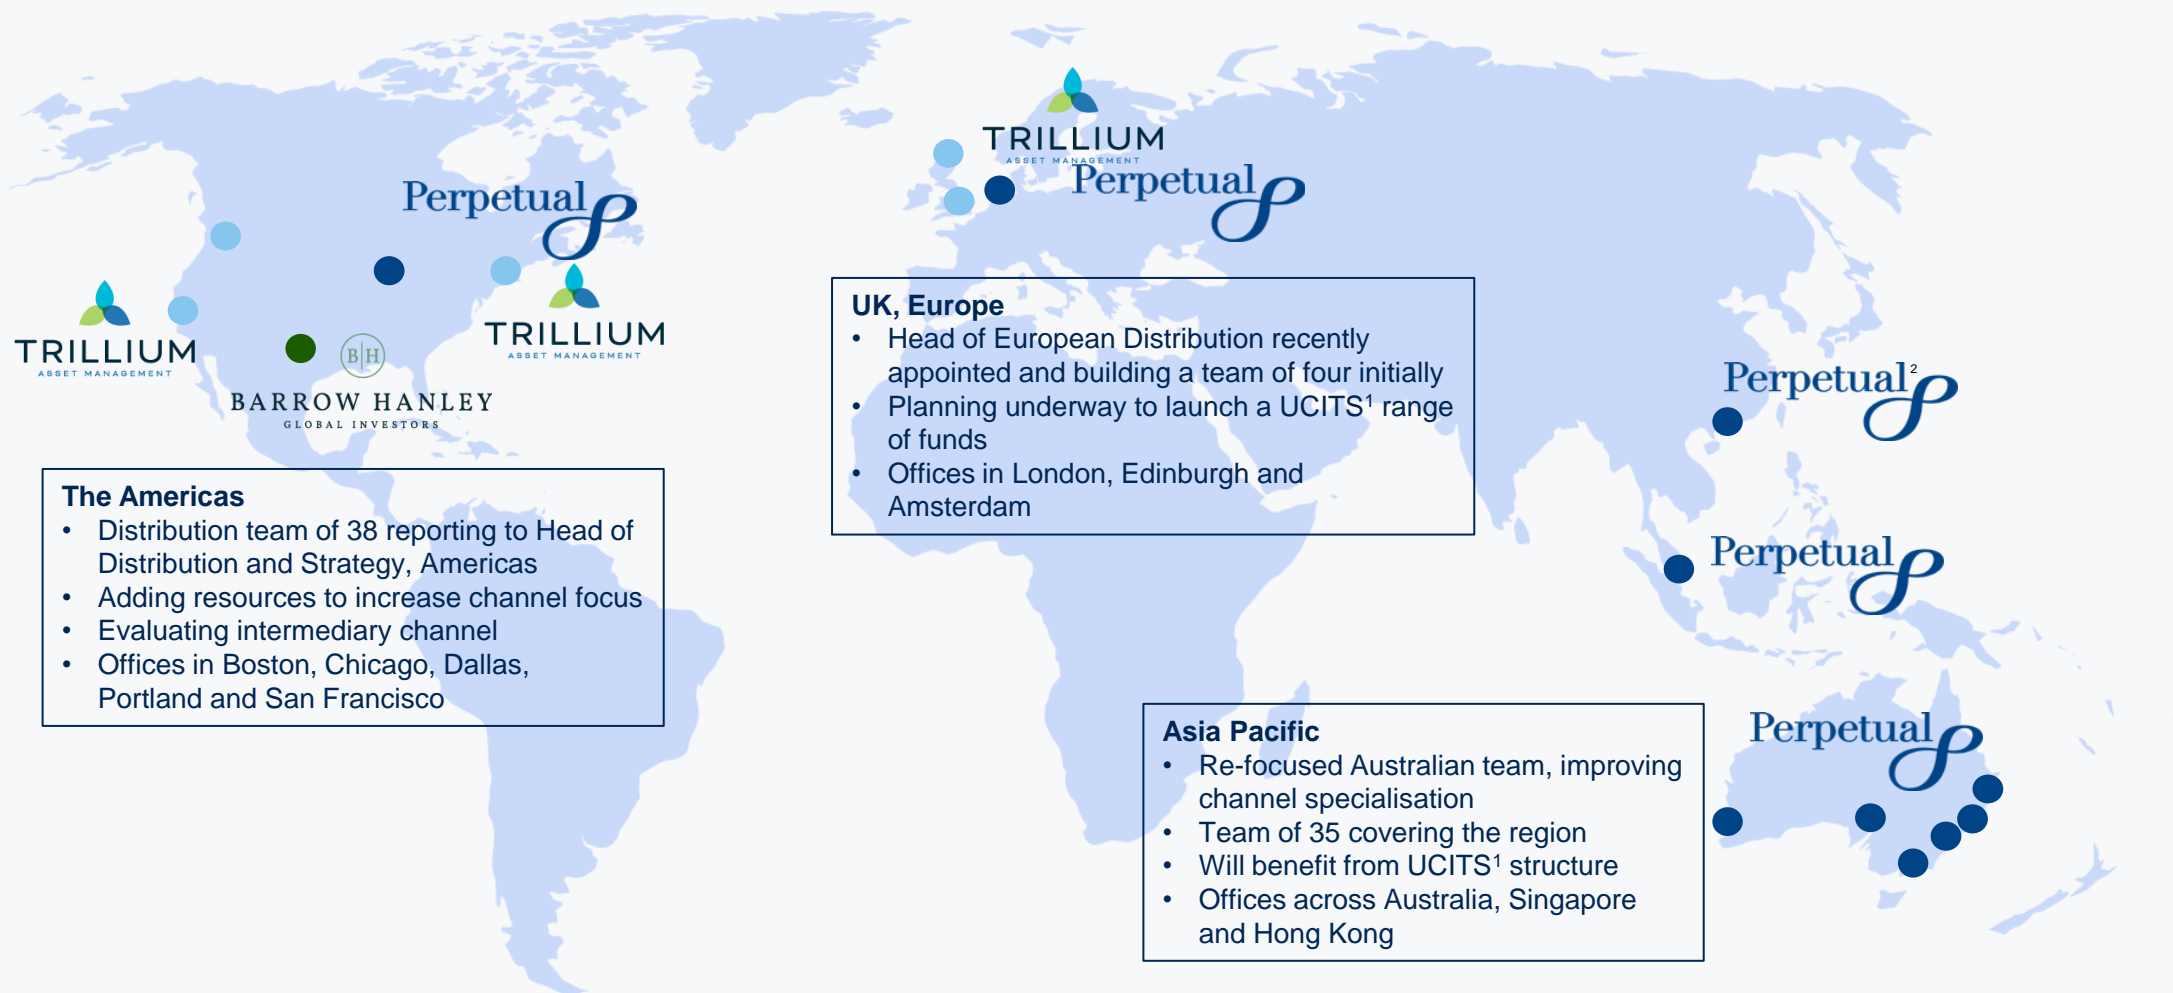 TRILLIUM
ASSET MANAGEMENT
Perpetual
Perpetual
TRILLIUM
ASSET MANAGEMENT
TRILLIUM
ASSET MANAGEMENT
B|H
BARROW HANLEY
GLOBAL INVESTORS
The Americas
• Distribution team of 38 reporting to Head of
Distribution and Strategy, Americas
• Adding resources to increase channel focus
• Evaluating intermediary channel
• Offices in Boston, Chicago, Dallas,
Portland and San Francisco
UK, Europe
• Head of European Distribution recently
appointed and building a team of four initially
• Planning underway to launch a UCITS¹ range
of funds
• Offices in London, Edinburgh and
Amsterdam
Perpetual ²
Perpetual
Perpetual
Asia Pacific
• Re-focused Australian team, improving
channel specialisation
• Team of 35 covering the region
• Will benefit from UCITS¹ structure
• Offices across Australia, Singapore
and Hong Kong